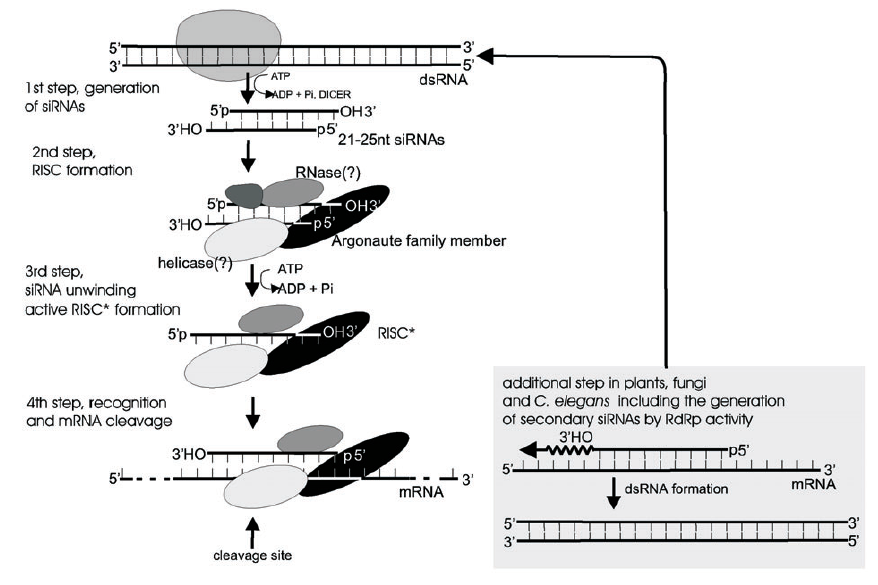 5' 3'
3' 5'
dsRNA
1st step, generation
of siRNAs
ATP
ADP + Pi, DICER
5'p OH3'
3'HO p5'
21-25nt siRNAs
2nd step,
RISC formation
RNase(?)
5'p OH3'
3'HO p5'
Argonaute family member
helicase(?)
3rd step,
siRNA unwinding
active RISC* formation
ATP
ADP + Pi
5'p OH3' RISC*
4th step, recognition
and mRNA cleavage
3'HO p5'
5' 3'
mRNA
cleavage site
additional step in plants, fungi
and C. elegans including the generation
of secondary siRNAs by RdRp activity
3'HO
p5'
5' 3'
mRNA
dsRNA formation
5' 3'
3' 5'